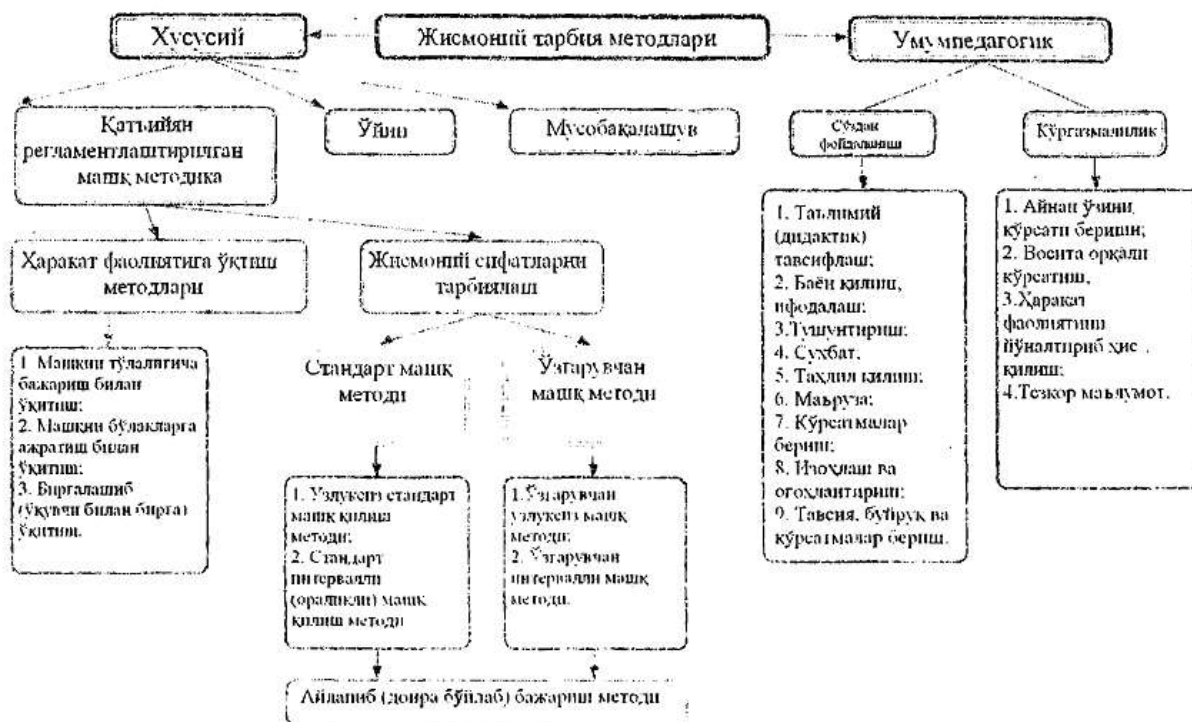 Хусусий
Жисмоний тарбия методлари
Умумпедагогик
Қатъийян
регламентлаштирилган
машқ методика
Ўйин
Мусобақалашув
Сўздан
фойдаланиш
Кўргазмалилик
Ҳаракат фаолиятига ўқтиш
методлари
Жисмоний сифатларни
тарбиялаш
1. Машқни тўлалигича
бажариш билан
ўқитиш;
2. Машқни бўлакларга
ажратиш билан
ўқитиш;
3. Биргалашиб
(ўқувчи билан бирга)
ўқитиш.
Стандарт машқ
методи
Ўзгарувчан
машқ методи
1. Узлуксиз стандарт
машқ қилиш
методи;
2. Стандарт
интервалли
(оралиқли) машқ
қилиш методи
1.Ўзгарувчан
узлуксиз машқ
методи;
2. Ўзгарувчан
интервалли машқ
методи.
Айланиб (доира бўйлаб) бажариш методи
1. Таълимий
(дидактик)
тавсифлаш;
2. Баён қилиш,
ифодалаш;
3.Тушунтириш;
4. Суҳбат;
5. Таҳлил қилиш;
6. Маъруза;
7. Кўрсатмалар
бериш;
8. Изоҳлаш ва
огоҳлантириш;
9. Тавсия, буйруқ ва
кўрсатмалар бериш.
1. Айнан ўзини
кўрсати бериши;
2. Восита орқали
кўрсатиш,
3.Ҳаракат
фаолиятини
йўналтириб ҳис
қилиш;
4.Тезкор маълумот.